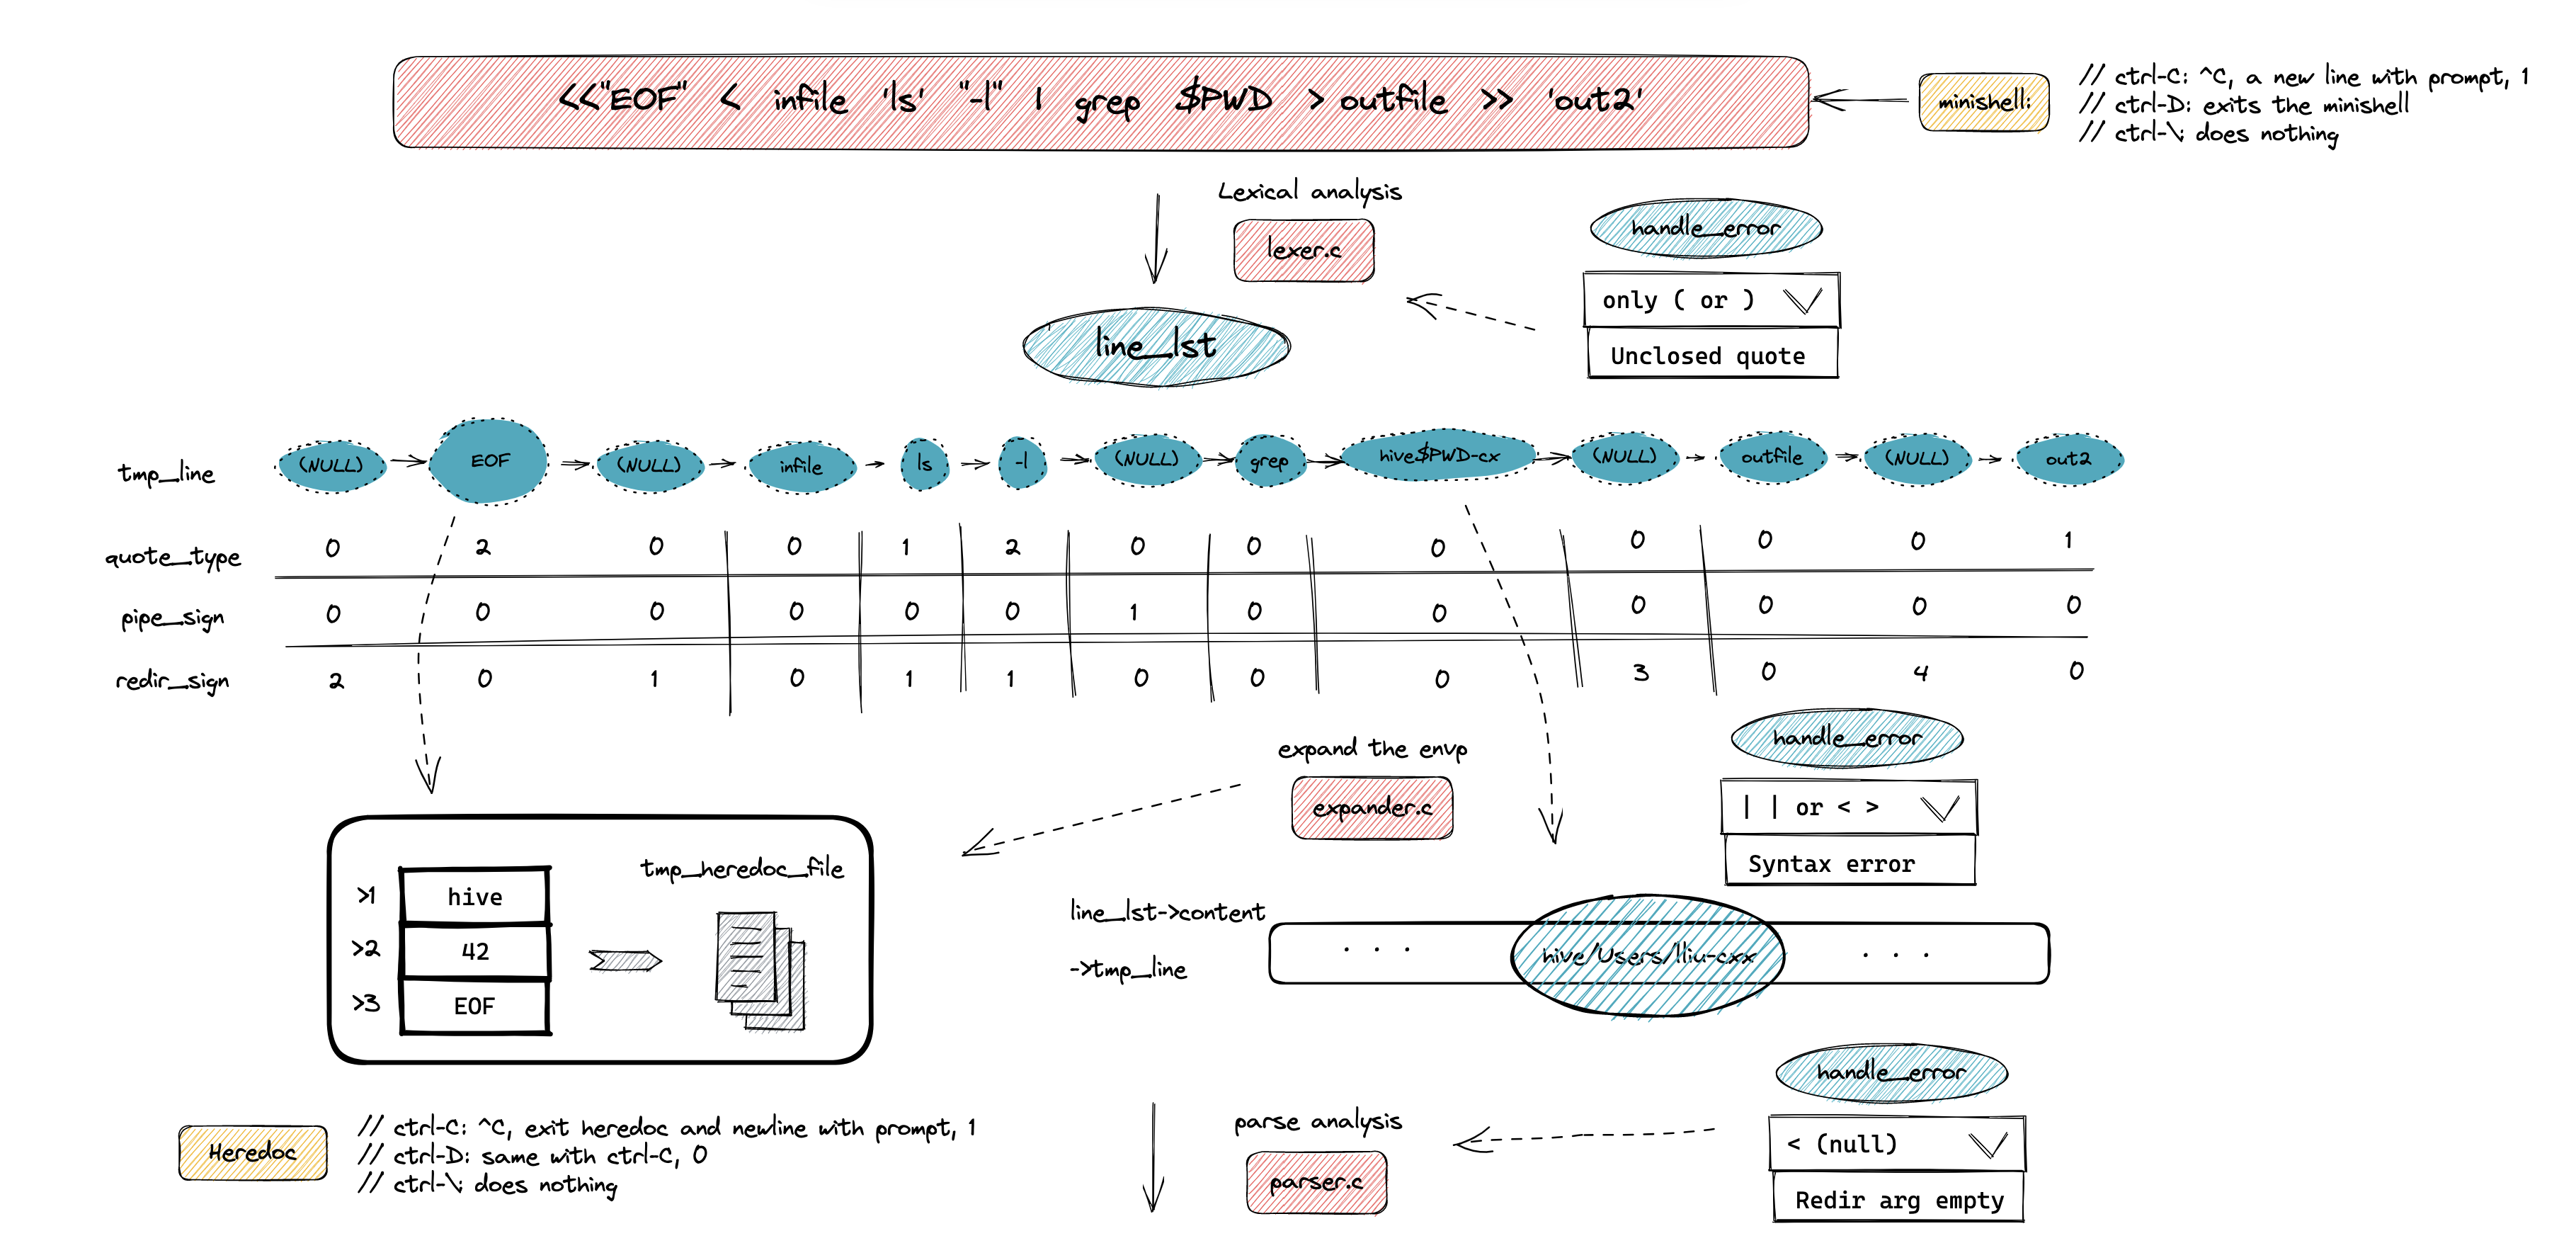 <<"EOF" < infile 'ls' "-l" | grep $PWD > outfile >> 'out2'
minishell:
// ctrl-C: ^C, a new line with prompt, 1
// ctrl-D: exits the minishell
// ctrl-\: does nothing
Lexical analysis
lexer.c
handle_error
only ( or )
Unclosed quote
line_lst
tmp_line (NULL) EOF (NULL) infile ls -l (NULL) grep hive$PWD-cx (NULL) outfile (NULL) out2
quote_type 0 2 0 0 1 2 0 0 0 0 0 0 1
pipe_sign 0 0 0 0 0 0 1 0 0 0 0 0 0
redir_sign 2 0 1 0 1 1 0 0 0 3 0 4 0
expand the envp
expander.c
handle_error
| | or < >
Syntax error
>1 hive
>2 42
>3 EOF
tmp_heredoc_file
line_lst->content
->tmp_line
. . .
hive/Users/lliu-cxx
. . .
Heredoc
// ctrl-C: ^C, exit heredoc and newline with prompt, 1
// ctrl-D: same with ctrl-C, 0
// ctrl-\: does nothing
parse analysis
parser.c
handle_error
< (null)
Redir arg empty